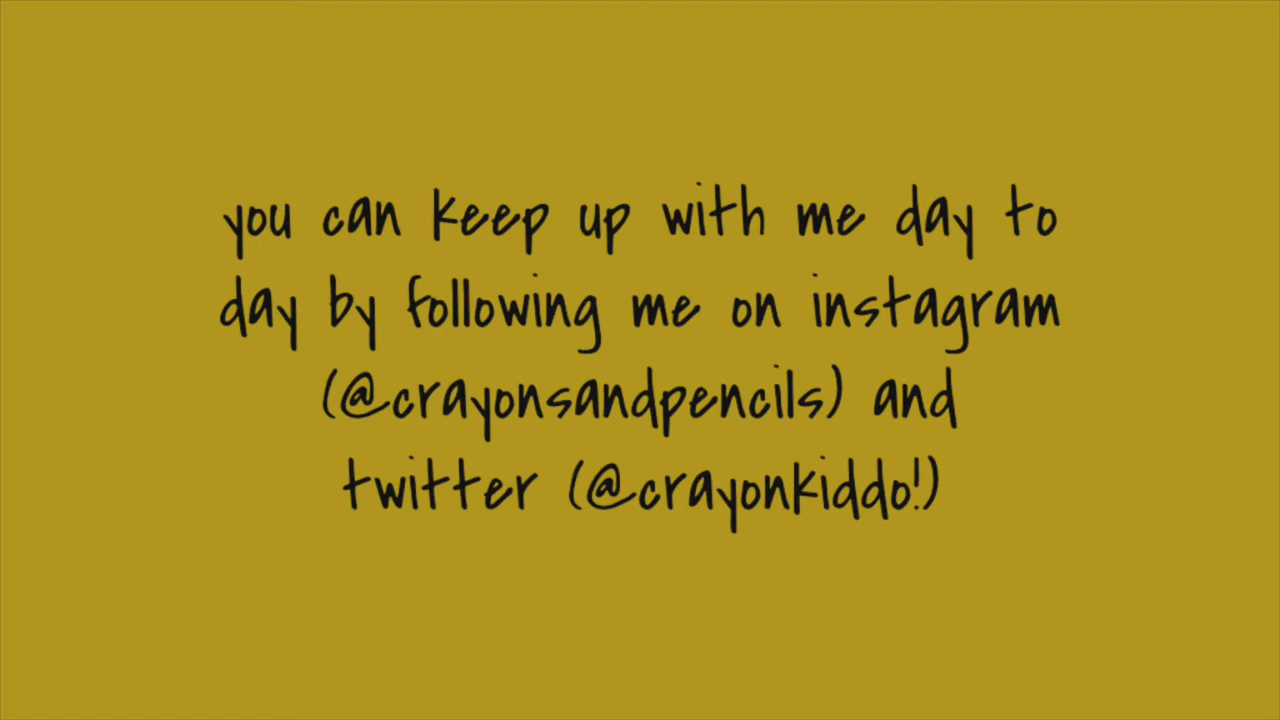 you can keep up with me day to
day by following me on instagram
(@crayonsandpencils) and
twitter (@crayonkiddo!)